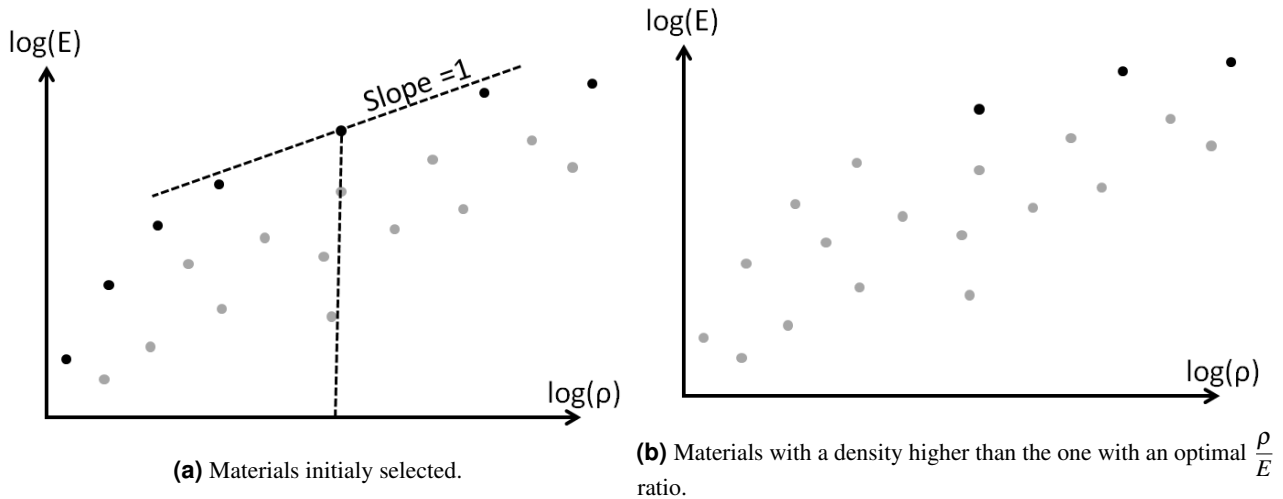 log(E)
Slope =1
log(ρ)
(a) Materials initialy selected.
log(E)
log(ρ)
(b) Materials with a density higher than the one with an optimal ρ/E
ratio.